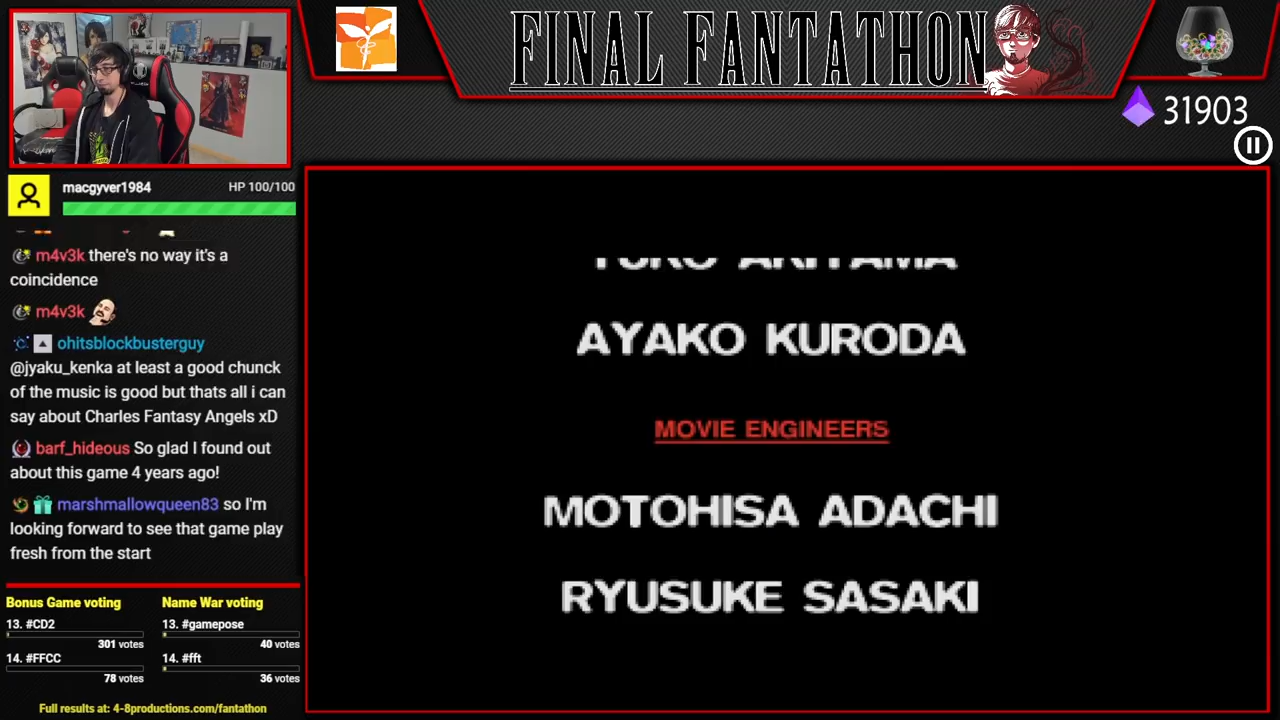 FINAL FANTATHON
31903
macgyver1984 HP 100/100
m4v3k there's no way it's a
coincidence
m4v3k
ohitsblockbusterguy
@jyaku_kenka at least a good chunck
of the music is good but thats all i can
say about Charles Fantasy Angels xD
barf_hideous So glad I found out
about this game 4 years ago!
marshmallowqueen83 so I'm
looking forward to see that game play
fresh from the start
Bonus Game voting
13. #CD2
301 votes
14. #FFCC
78 votes
Name War voting
13. #gamepose
40 votes
14. #fft
36 votes
Full results at: 4-8productions.com/fantathon
AYAKO KURODA
MOVIE ENGINEERS
MOTOHISA ADACHI
RYUSUKE SASAKI